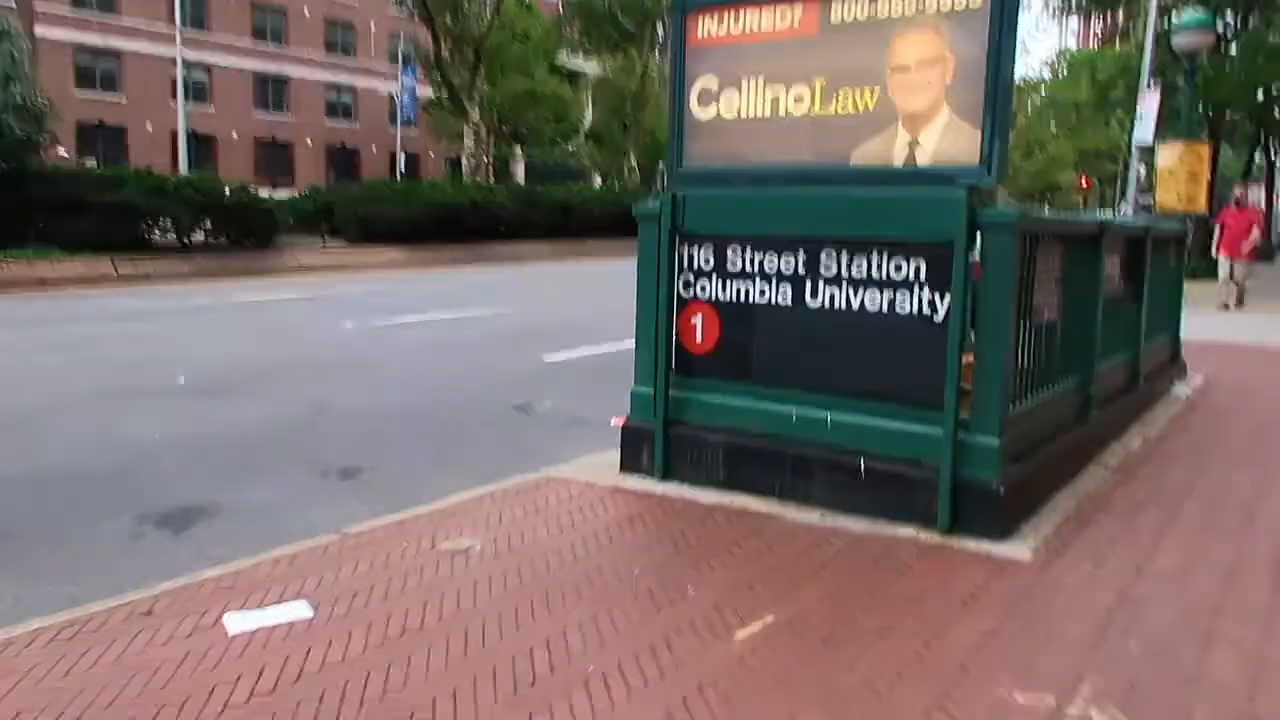 INJURED?
CellinoLaw
116 Street Station
Columbia University
1